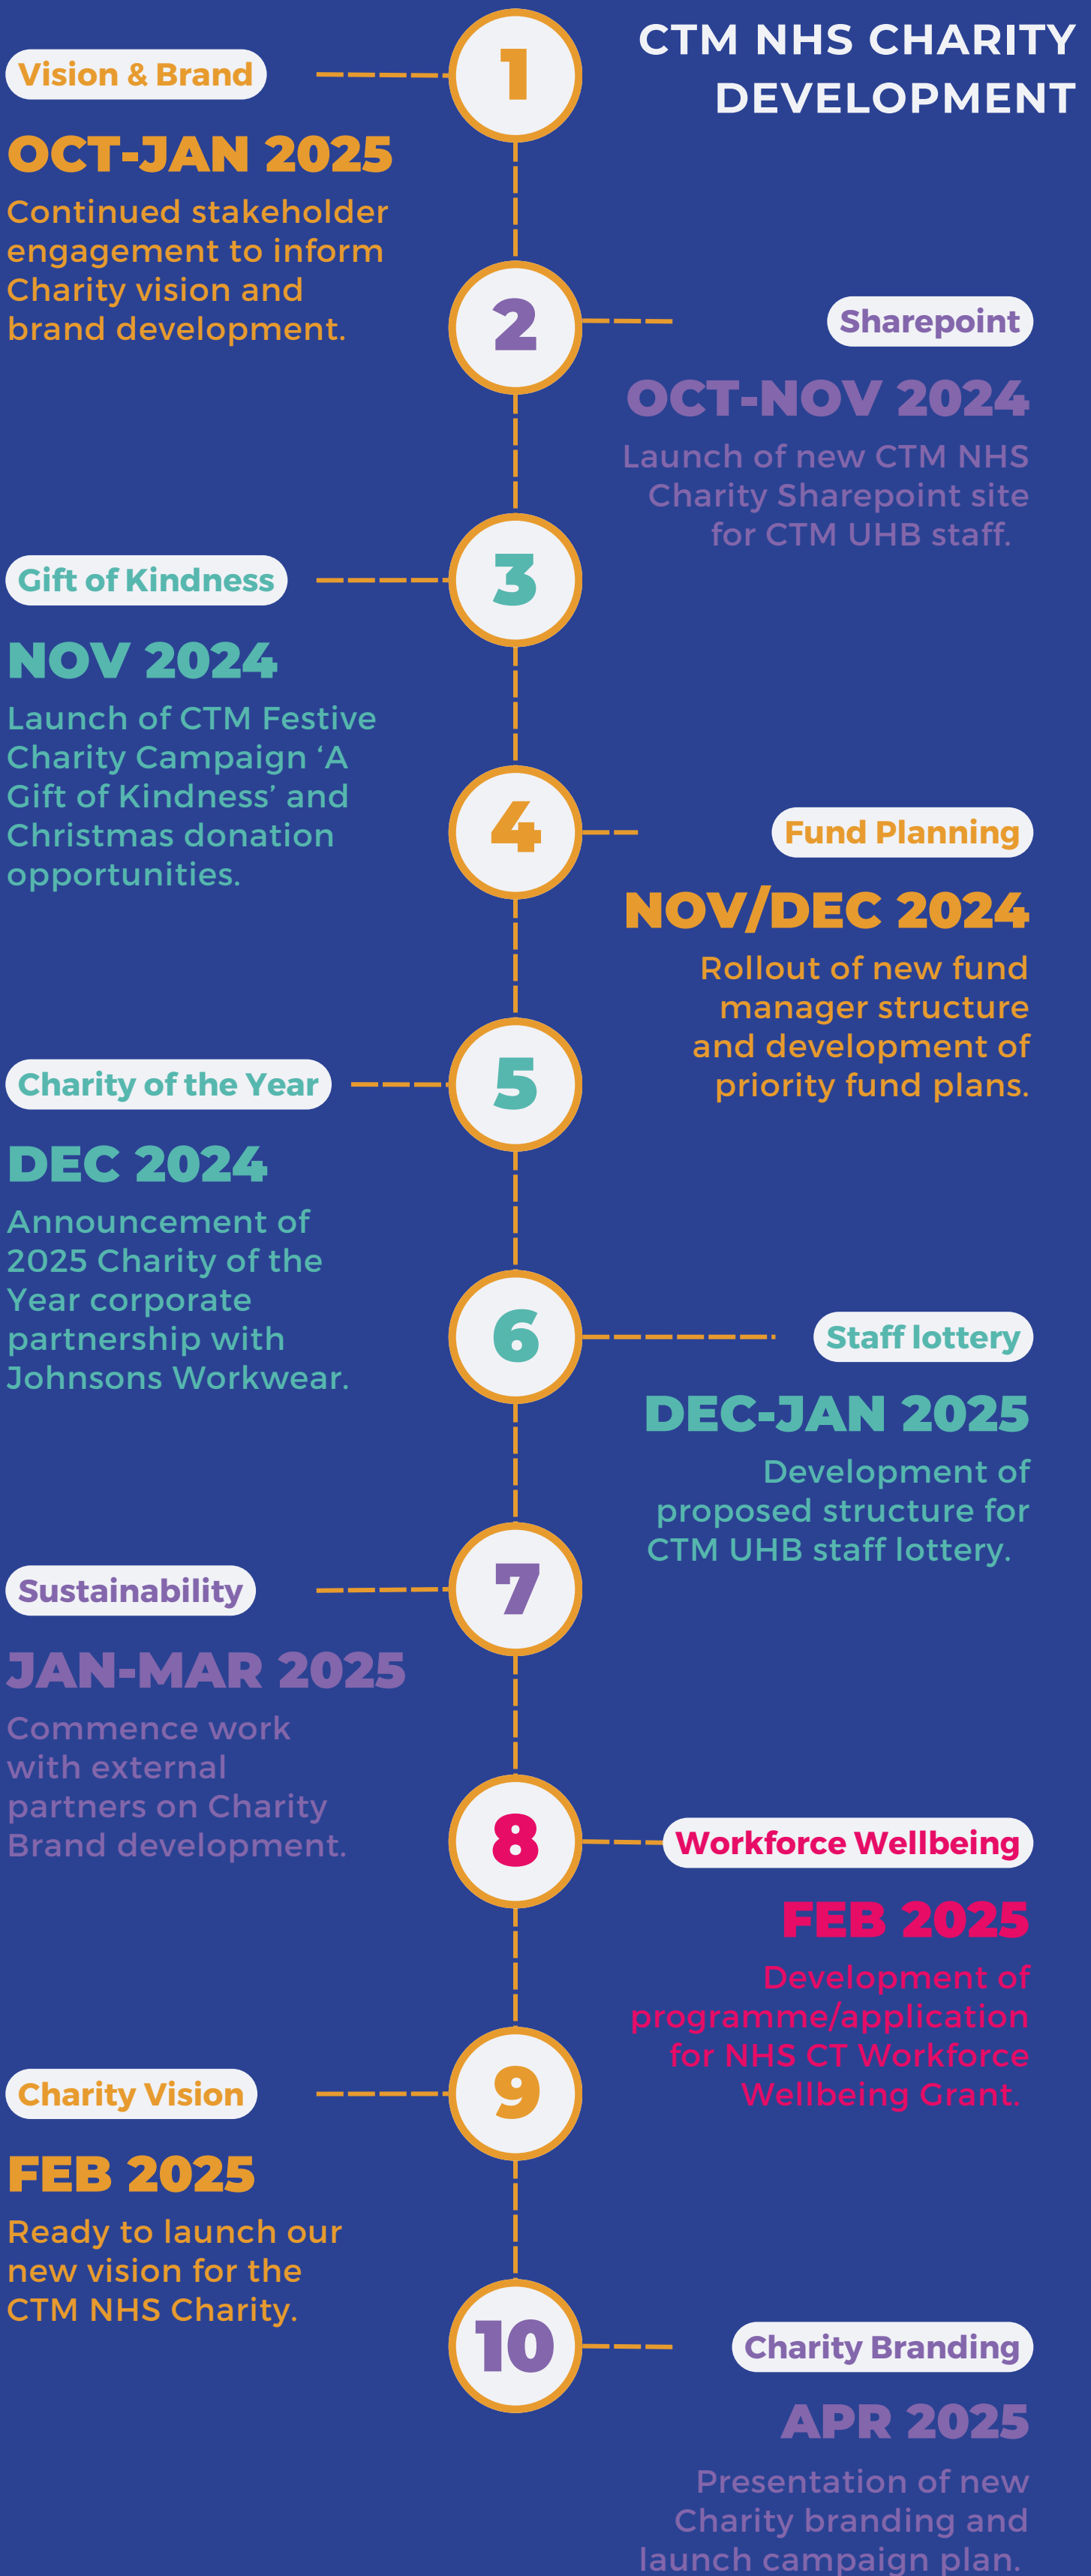 CTM NHS CHARITY
DEVELOPMENT
1
Vision & Brand
OCT-JAN 2025
Continued stakeholder
engagement to inform
Charity vision and
brand development.
2
Sharepoint
OCT-NOV 2024
Launch of new CTM NHS
Charity Sharepoint site
for CTM UHB staff.
3
Gift of Kindness
NOV 2024
Launch of CTM Festive
Charity Campaign ‘A
Gift of Kindness’ and
Christmas donation
opportunities.
4
Fund Planning
NOV/DEC 2024
Rollout of new fund
manager structure
and development of
priority fund plans.
5
Charity of the Year
DEC 2024
Announcement of
2025 Charity of the
Year corporate
partnership with
Johnsons Workwear.
6
Staff lottery
DEC-JAN 2025
Development of
proposed structure for
CTM UHB staff lottery.
7
Sustainability
JAN-MAR 2025
Commence work
with external
partners on Charity
Brand development.
8
Workforce Wellbeing
FEB 2025
Development of
programme/application
for NHS CT Workforce
Wellbeing Grant.
9
Charity Vision
FEB 2025
Ready to launch our
new vision for the
CTM NHS Charity.
10
Charity Branding
APR 2025
Presentation of new
Charity branding and
launch campaign plan.